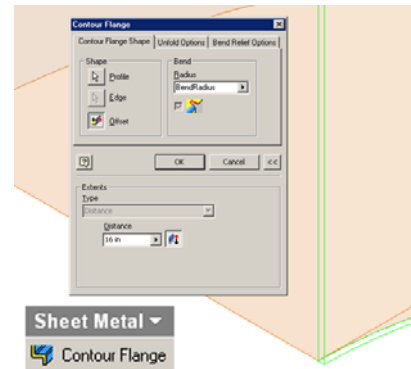 Contour Flange
Contour Flange Shape Unfold Options Bend Relief Options
Shape
Profile
Edge
Offset
Bend
Radius
BendRadius
OK Cancel <<
Extents
Type
Distance
Distance
16 in
Sheet Metal
Contour Flange